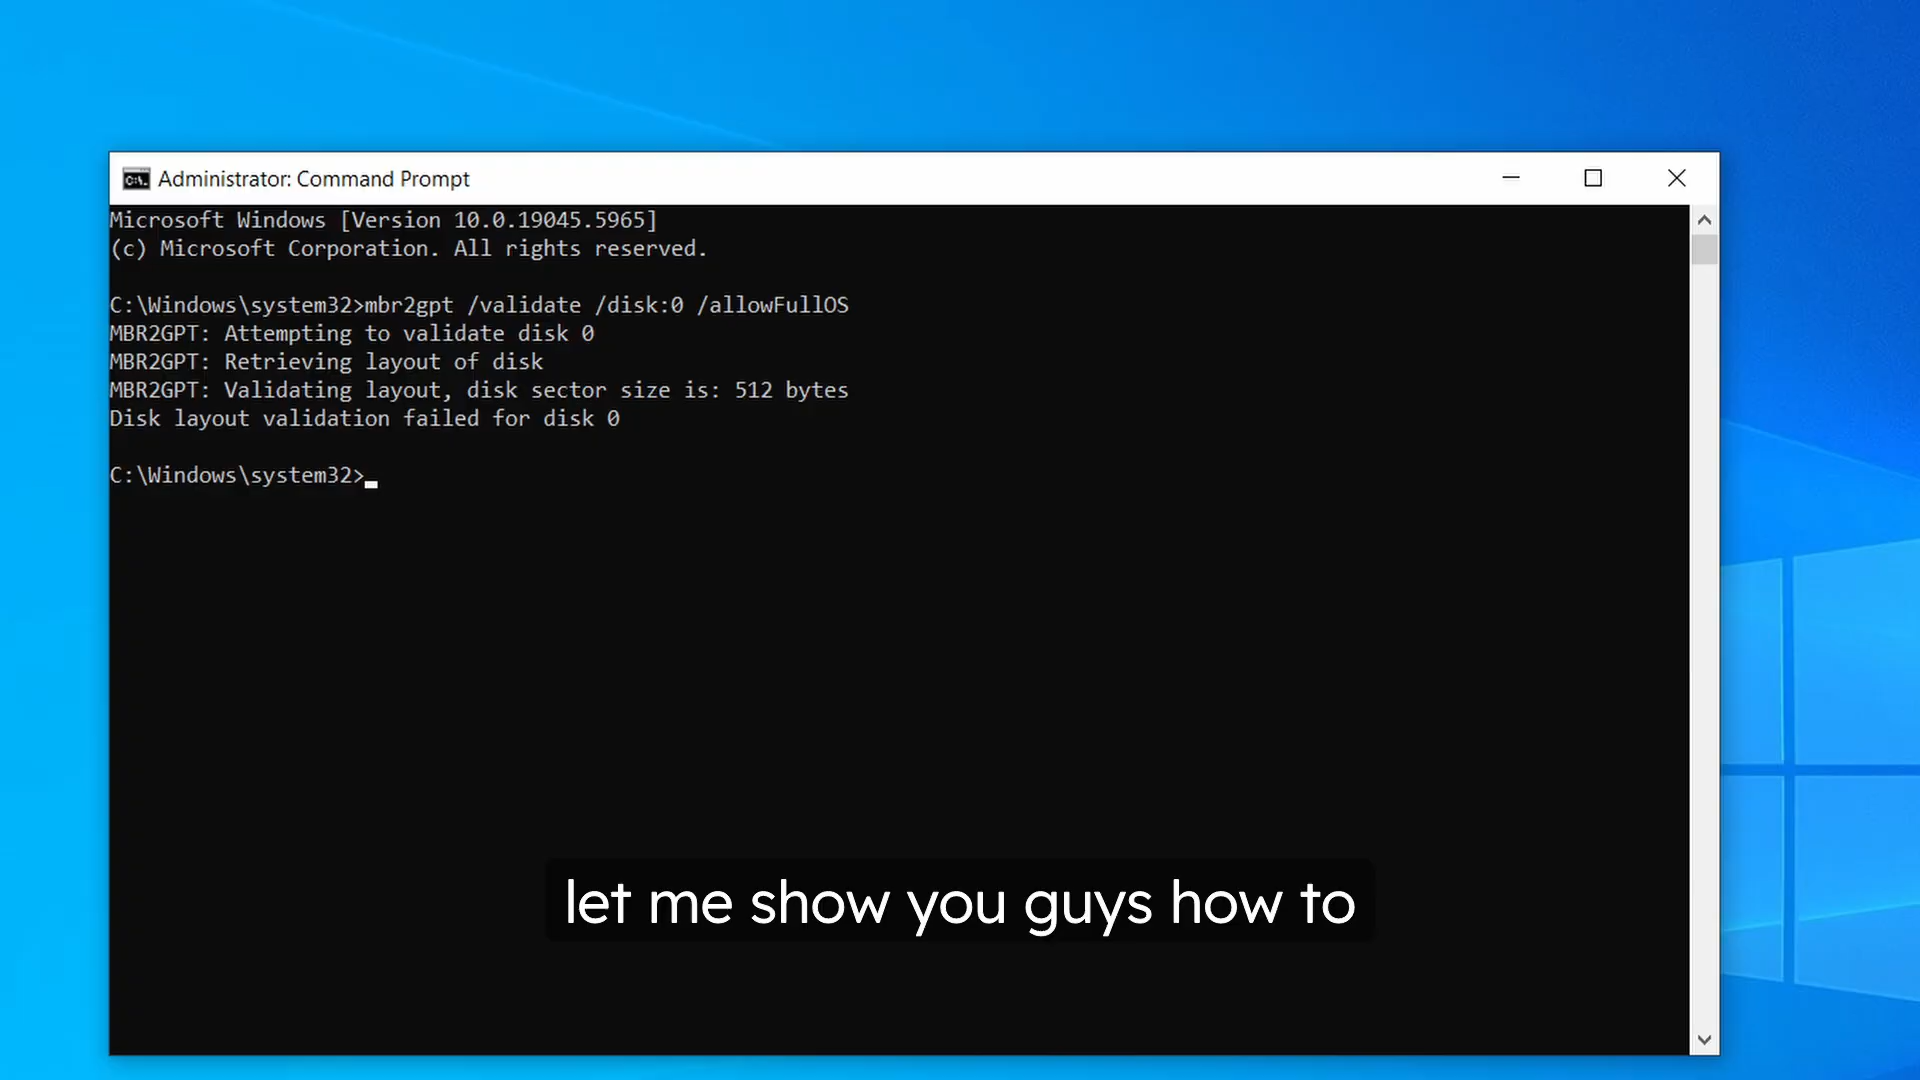 Administrator: Command Prompt
Microsoft Windows [Version 10.0.19045.5965]
(c) Microsoft Corporation. All rights reserved.
C:\Windows\system32>mbr2gpt /validate /disk:0 /allowFullOS
MBR2GPT: Attempting to validate disk 0
MBR2GPT: Retrieving layout of disk
MBR2GPT: Validating layout, disk sector size is: 512 bytes
Disk layout validation failed for disk 0
C:\Windows\system32>
let me show you guys how to